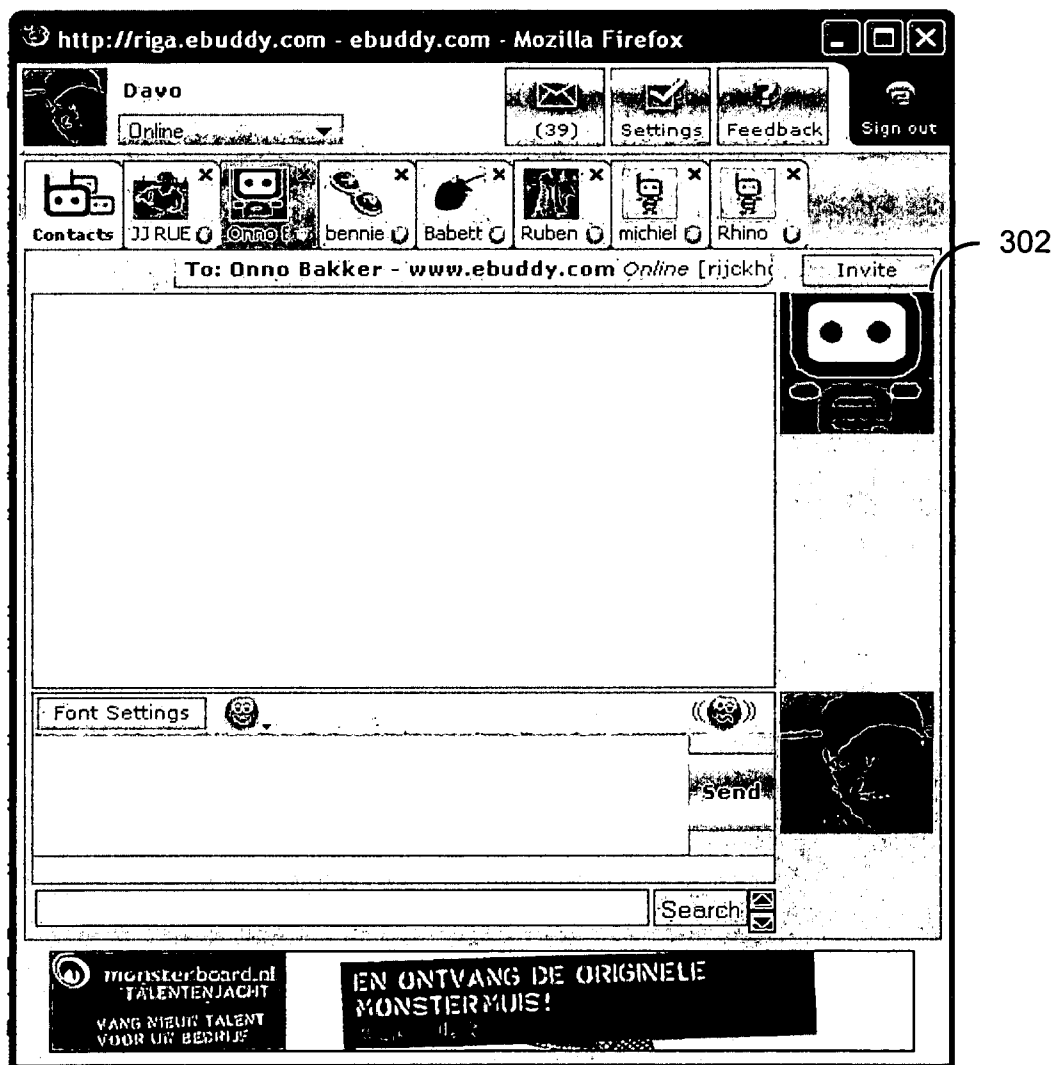 http://riga.ebuddy.com - ebuddy.com - Mozilla Firefox
Davo
Online
(39)
Settings
Feedback
Sign out
Contacts
JJ RUE
Onno B
bennie
Babett
Ruben
michiel
Rhino
302
To: Onno Bakker - www.ebuddy.com Online [rijckh
Invite
Font Settings
Send
Search
monsterboard.nl
TALENTENJACHT
VANG NIEUW TALENT
VOOR UW BEDRIJF
EN ONTVANG DE ORIGINELE
MONSTERMUIS!